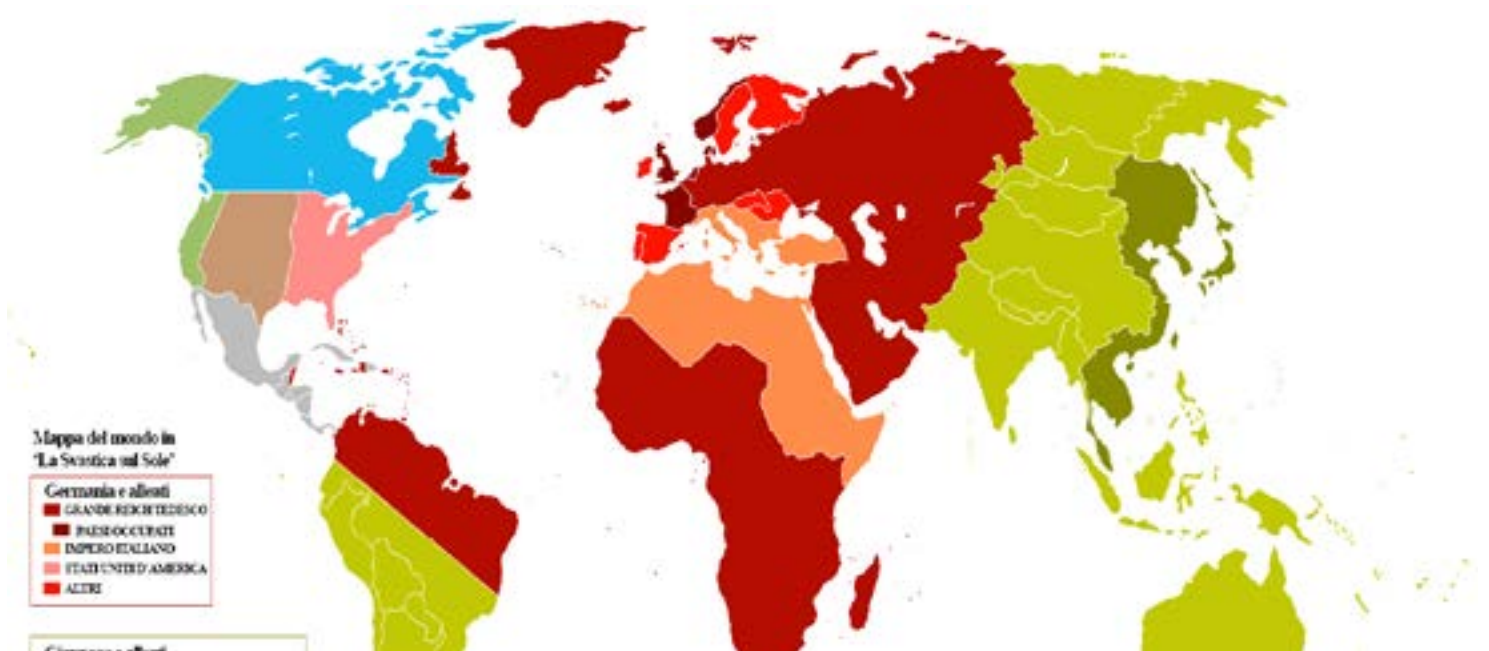 Mappa del mondo in
"La Svastica sul Sole"
Germania e alleati
GRANDE REICH TEDESCO
PAESI OCCUPATI
IMPERO ITALIANO
STATI UNITI D'AMERICA
ALTRI